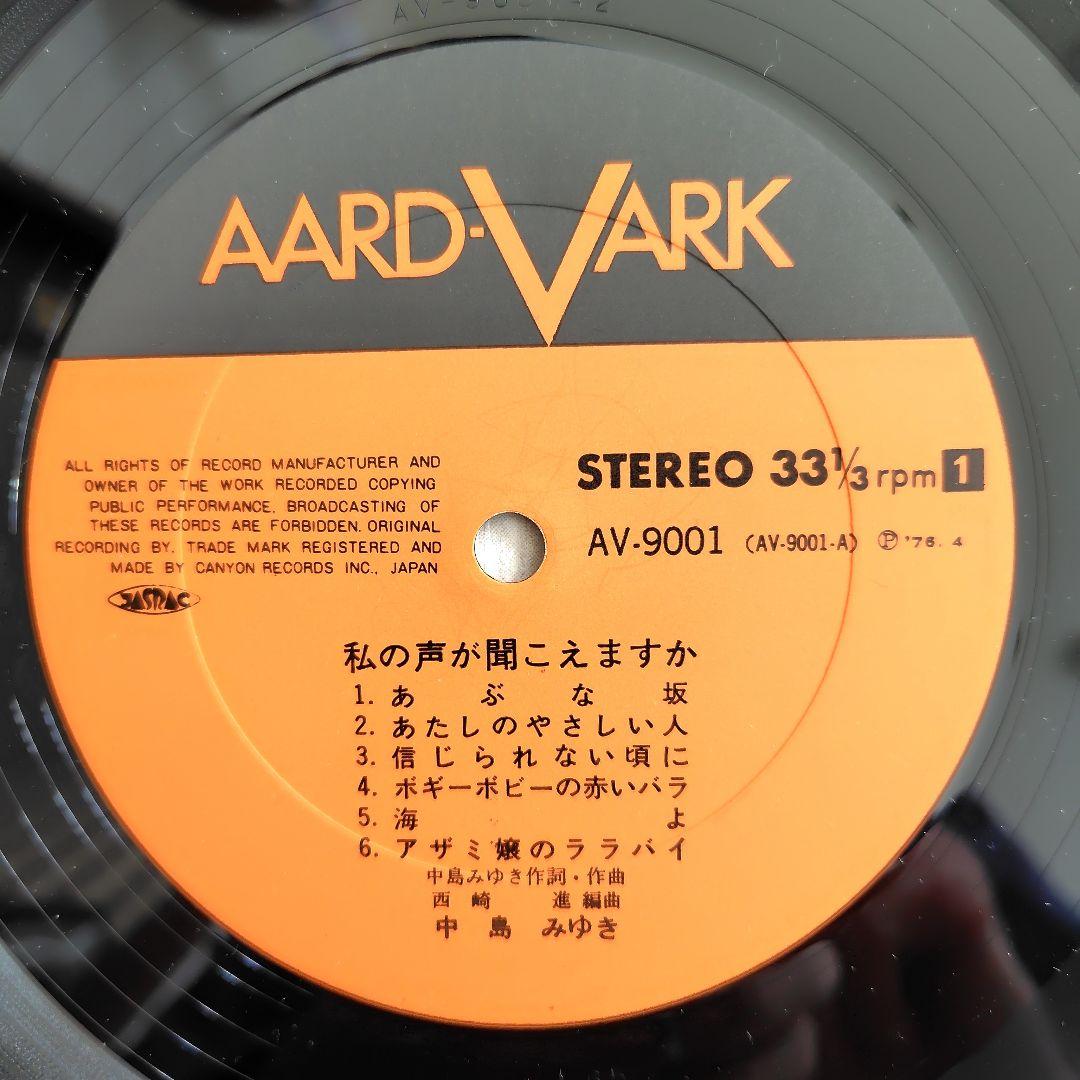 AARD-VARK
ALL RIGHTS OF RECORD MANUFACTURER AND
OWNER OF THE WORK RECORDED COPYING
PUBLIC PERFORMANCE, BROADCASTING OF
THESE RECORDS ARE FORBIDDEN. ORIGINAL
RECORDING BY. TRADE MARK REGISTERED AND
MADE BY CANYON RECORDS INC., JAPAN
JASRAC
STEREO 33 1/3 rpm 1
AV-9001 (AV-9001-A) Ⓟ '76. 4
私の声が聞こえますか
1. あぶな坂
2. あたしのやさしい人
3. 信じられない頃に
4. ボギーボビーの赤いバラ
5. 海よ
6. アザミ嬢のララバイ
中島みゆき作詞・作曲
西崎 進 編曲
中島 みゆき